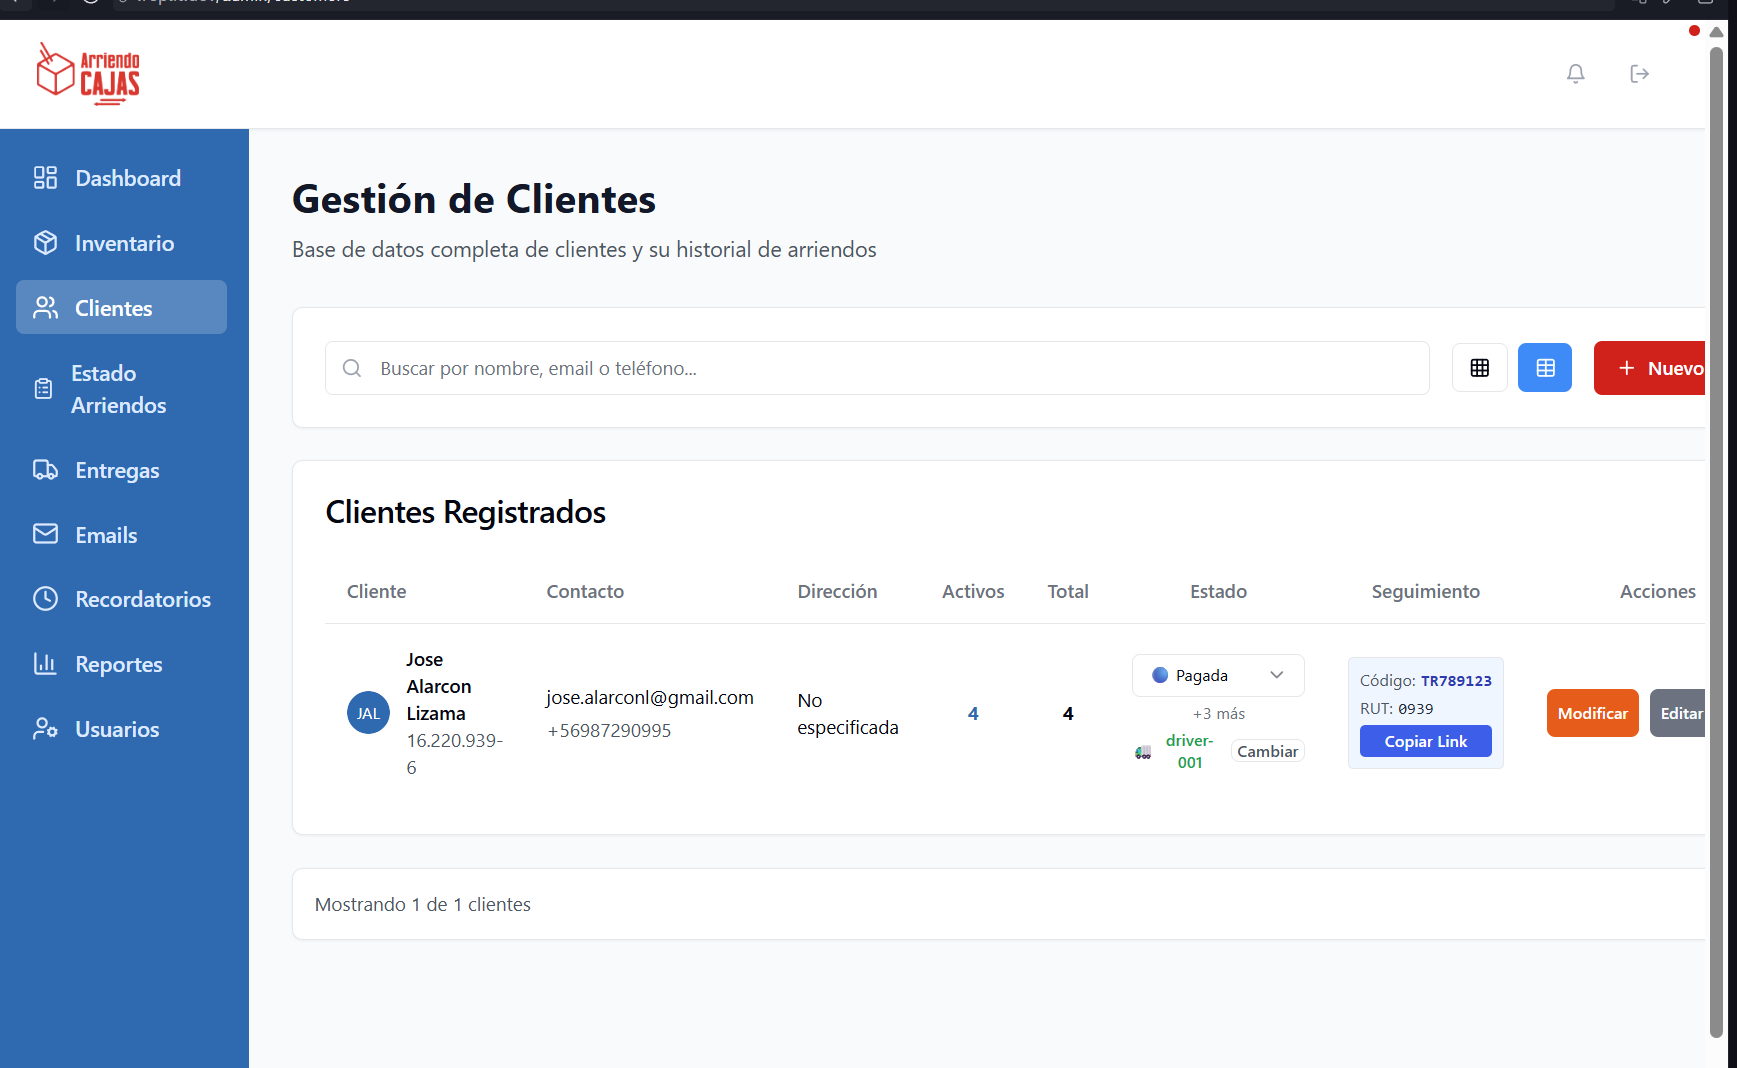 Arriendo
CAJAS
Dashboard
Inventario
Clientes
Estado
Arriendos
Entregas
Emails
Recordatorios
Reportes
Usuarios
Gestión de Clientes
Base de datos completa de clientes y su historial de arriendos
Buscar por nombre, email o teléfono...
+ Nuevo
Clientes Registrados
Cliente Contacto Dirección Activos Total Estado Seguimiento Acciones
JAL
Jose
Alarcon
Lizama
16.220.939-
6
jose.alarconl@gmail.com
+56987290995
No
especificada
4
4
Pagada
+3 más
driver-
001
Cambiar
Código: TR789123
RUT: 0939
Copiar Link
Modificar
Editar
Mostrando 1 de 1 clientes